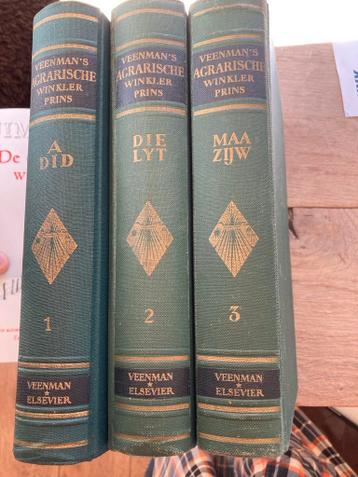 VEENMAN'S
AGRARISCHE
WINKLER
PRINS
A
DID
1
VEENMAN
ELSEVIER
VEENMAN'S
AGRARISCHE
WINKLER
PRINS
DIE
LYT
2
VEENMAN
ELSEVIER
VEENMAN'S
AGRARISCHE
WINKLER
PRINS
MAA
ZIJW
3
VEENMAN
ELSEVIER
De